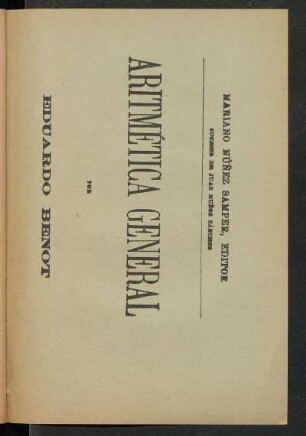 MARIANO NÚÑEZ SAMPER, EDITOR
SUCESOR DE JUAN MUÑOZ SÁNCHEZ
ARITMÉTICA GENERAL
POR
EDUARDO BENOT